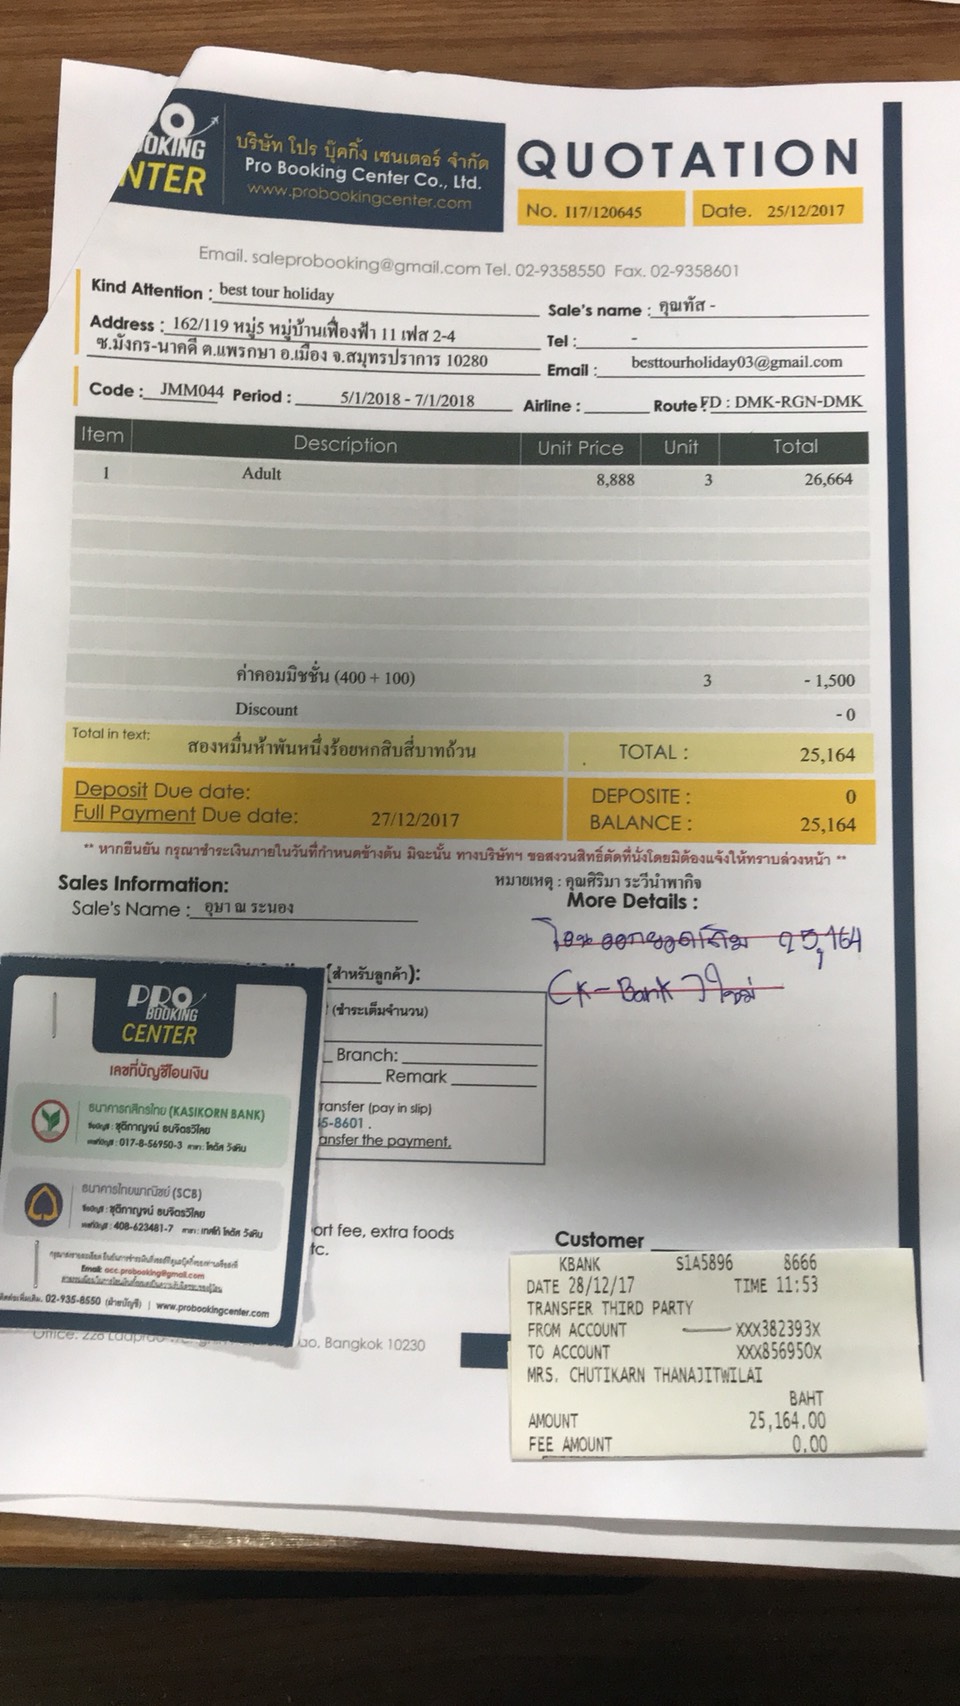 RO
OKING
NTER
บริษัท โปร บุ๊คกิ้ง เซนเตอร์ จำกัด
Pro Booking Center Co., Ltd.
www.probookingcenter.com
QUOTATION
No. I17/120645 Date. 25/12/2017
Email. saleprobooking@gmail.com Tel. 02-9358550 Fax. 02-9358601
Kind Attention : best tour holiday
Sale's name : คุณทัส -
Address : 162/119 หมู่5 หมู่บ้านเฟื่องฟ้า 11 เฟส 2-4
Tel : -
ซ.มังกร-นาคดี ต.แพรกษา อ.เมือง จ.สมุทรปราการ 10280
Email : besttourholiday03@gmail.com
Code : JMM044 Period : 5/1/2018 - 7/1/2018 Airline : Route : FD : DMK-RGN-DMK
Item Description Unit Price Unit Total
1 Adult 8,888 3 26,664
ค่าคอมมิชชั่น (400 + 100) 3 - 1,500
Discount - 0
Total in text: สองหมื่นห้าพันหนึ่งร้อยหกสิบสี่บาทถ้วน TOTAL : 25,164
Deposit Due date: DEPOSITE : 0
Full Payment Due date: 27/12/2017 BALANCE : 25,164
** หากยืนยัน กรุณาชำระเงินภายในวันที่กำหนดข้างต้น มิฉะนั้น ทางบริษัทฯ ขอสงวนสิทธิ์ตัดที่นั่งโดยมิต้องแจ้งให้ทราบล่วงหน้า **
Sales Information:
หมายเหตุ : คุณศิริมา ระวีนำพากิจ
Sale's Name : อุษา ณ ระนอง
More Details :
25,164
K-Bank
(สำหรับลูกค้า):
(ชำระเต็มจำนวน)
Branch:
Remark
ransfer (pay in slip)
5-8601 .
ansfer the payment.
ort fee, extra foods
tc.
Customer
PRO
BOOKING
CENTER
เลขที่บัญชีโอนเงิน
ธนาคารกสิกรไทย (KASIKORN BANK)
ชื่อบัญชี : ชุติกาญจน์ ธนจิตรวิไลย
เลขที่บัญชี : 017-8-56950-3 สาขา : โลตัส วังหิน
ธนาคารไทยพาณิชย์ (SCB)
ชื่อบัญชี : ชุติกาญจน์ ธนจิตรวิไลย
เลขที่บัญชี : 408-623481-7 สาขา : เทสโก้ โลตัส วังหิน
Email: acc.probooking@gmail.com
02-935-8550 (ฝ่ายบัญชี) | www.probookingcenter.com
Bangkok 10230
KBANK S1A5896 8666
DATE 28/12/17 TIME 11:53
TRANSFER THIRD PARTY
FROM ACCOUNT XXX382393X
TO ACCOUNT XXX856950X
MRS. CHUTIKARN THANAJITWILAI
BAHT
AMOUNT 25,164.00
FEE AMOUNT 0.00